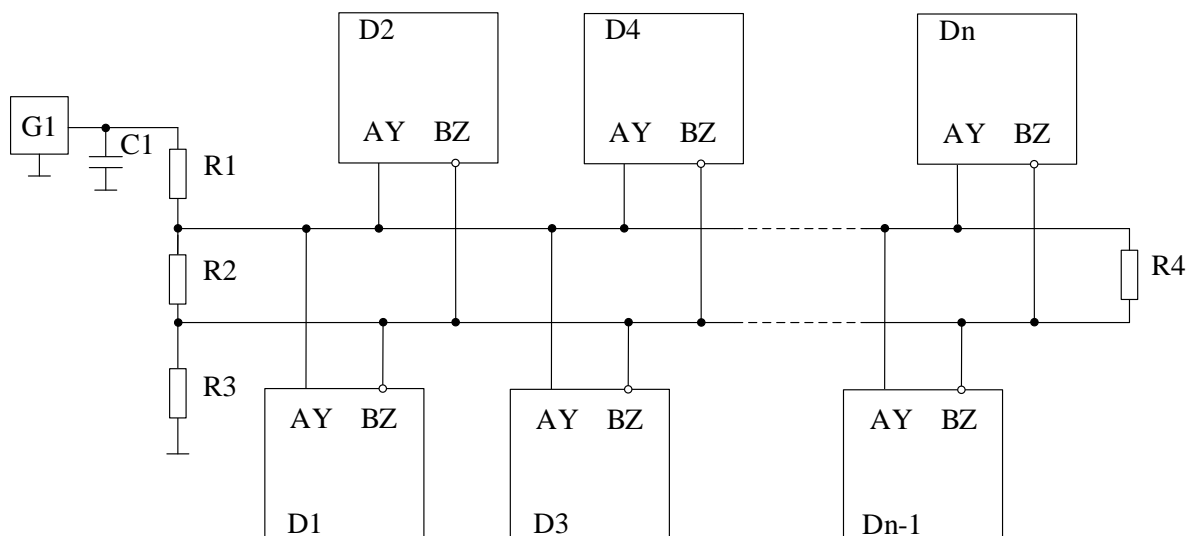 D2
D4
Dn
G1
C1
AY BZ
AY BZ
AY BZ
R1
R2
R4
R3
AY BZ
AY BZ
AY BZ
D1
D3
Dn-1